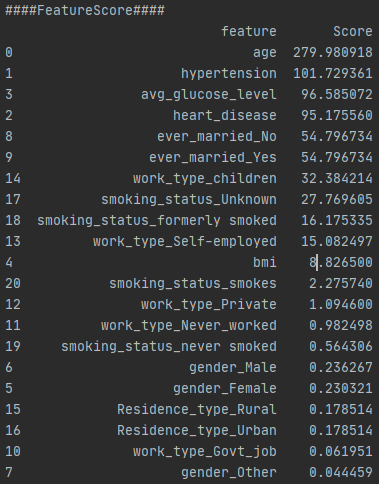 ####FeatureScore####
feature Score
0 age 279.980918
1 hypertension 101.729361
3 avg_glucose_level 96.585072
2 heart_disease 95.175560
8 ever_married_No 54.796734
9 ever_married_Yes 54.796734
14 work_type_children 32.384214
17 smoking_status_Unknown 27.769605
18 smoking_status_formerly smoked 16.175335
13 work_type_Self-employed 15.082497
4 bmi 8.826500
20 smoking_status_smokes 2.275740
12 work_type_Private 1.094600
11 work_type_Never_worked 0.982498
19 smoking_status_never smoked 0.564306
6 gender_Male 0.236267
5 gender_Female 0.230321
15 Residence_type_Rural 0.178514
16 Residence_type_Urban 0.178514
10 work_type_Govt_job 0.061951
7 gender_Other 0.044459